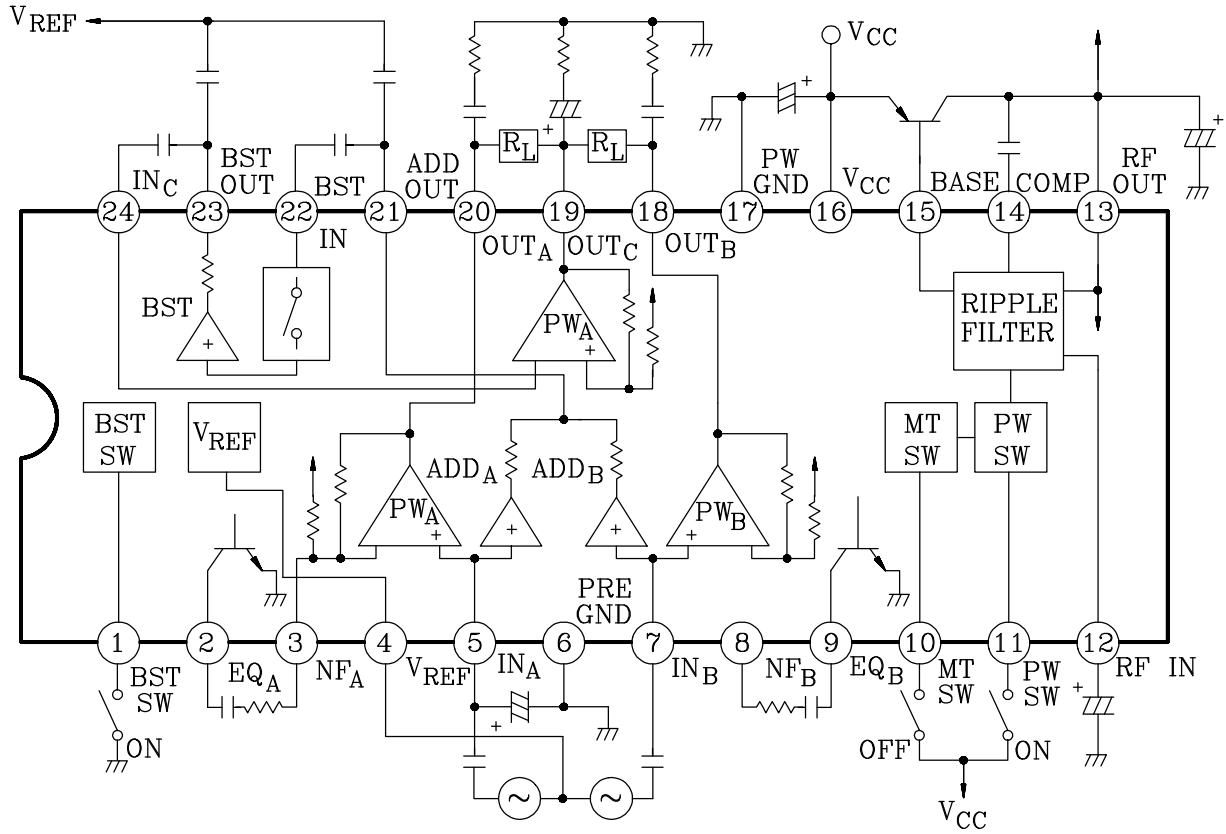 VREF
VCC
RL
+
RL
+
+
INC
BST
OUT
BST
ADD
OUT
PW
GND
VCC
BASE
COMP
RF
OUT
24
23
22
21
20
19
18
17
16
15
14
13
IN
OUTA
OUTC
OUTB
BST
+
PWA
+
RIPPLE
FILTER
BST
SW
VREF
MT
SW
PW
SW
ADDA
ADDB
PWA
+
+
+
PWB
+
PRE
GND
1
2
3
4
5
6
7
8
9
10
11
12
BST
SW
EQA
NFA
VREF
INA
INB
NFB
EQB
MT
SW
PW
SW
RF IN
+
+
ON
OFF
ON
~
~
VCC